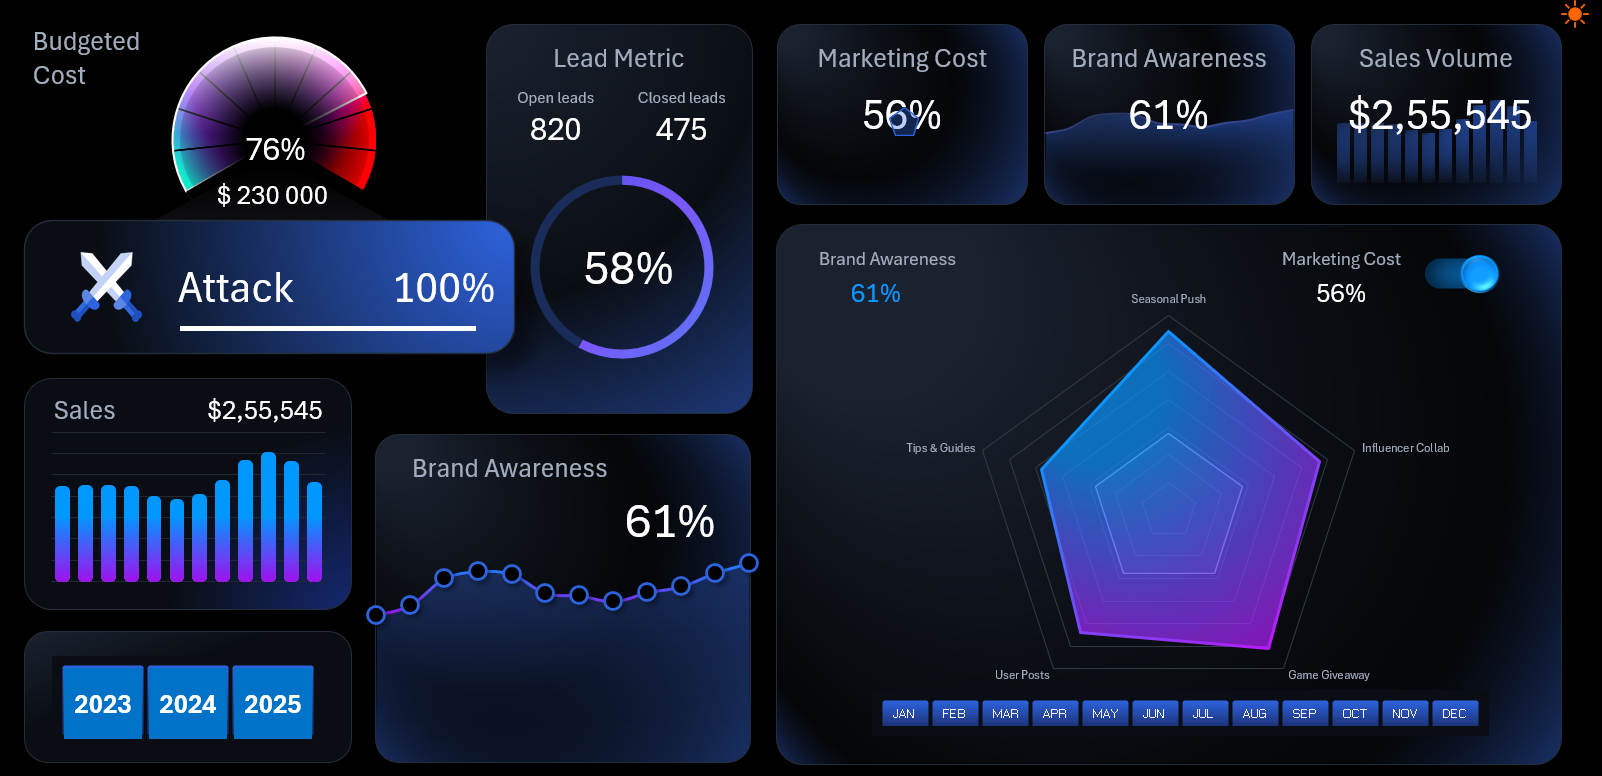 Budgeted
Cost
76%
$ 230 000
Attack
100%
Lead Metric
Open leads
Closed leads
820
475
58%
Marketing Cost
56%
Brand Awareness
61%
Sales Volume
$2,55,545
Sales
$2,55,545
2023
2024
2025
Brand Awareness
61%
Brand Awareness
61%
Marketing Cost
56%
Seasonal Push
Tips & Guides
Influencer Collab
User Posts
Game Giveaway
JAN
FEB
MAR
APR
MAY
JUN
JUL
AUG
SEP
OCT
NOV
DEC